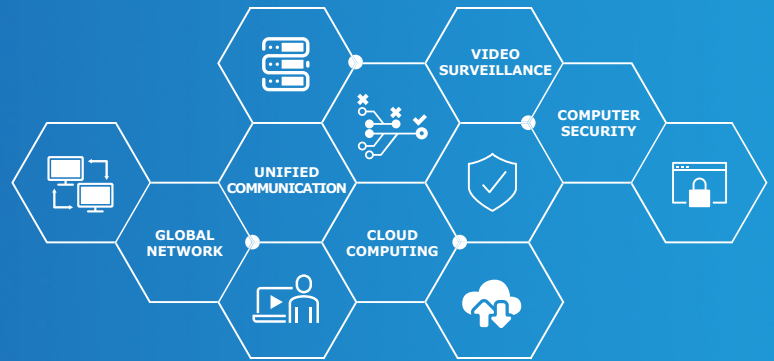 VIDEO
SURVEILLANCE
COMPUTER
SECURITY
UNIFIED
COMMUNICATION
GLOBAL
NETWORK
CLOUD
COMPUTING